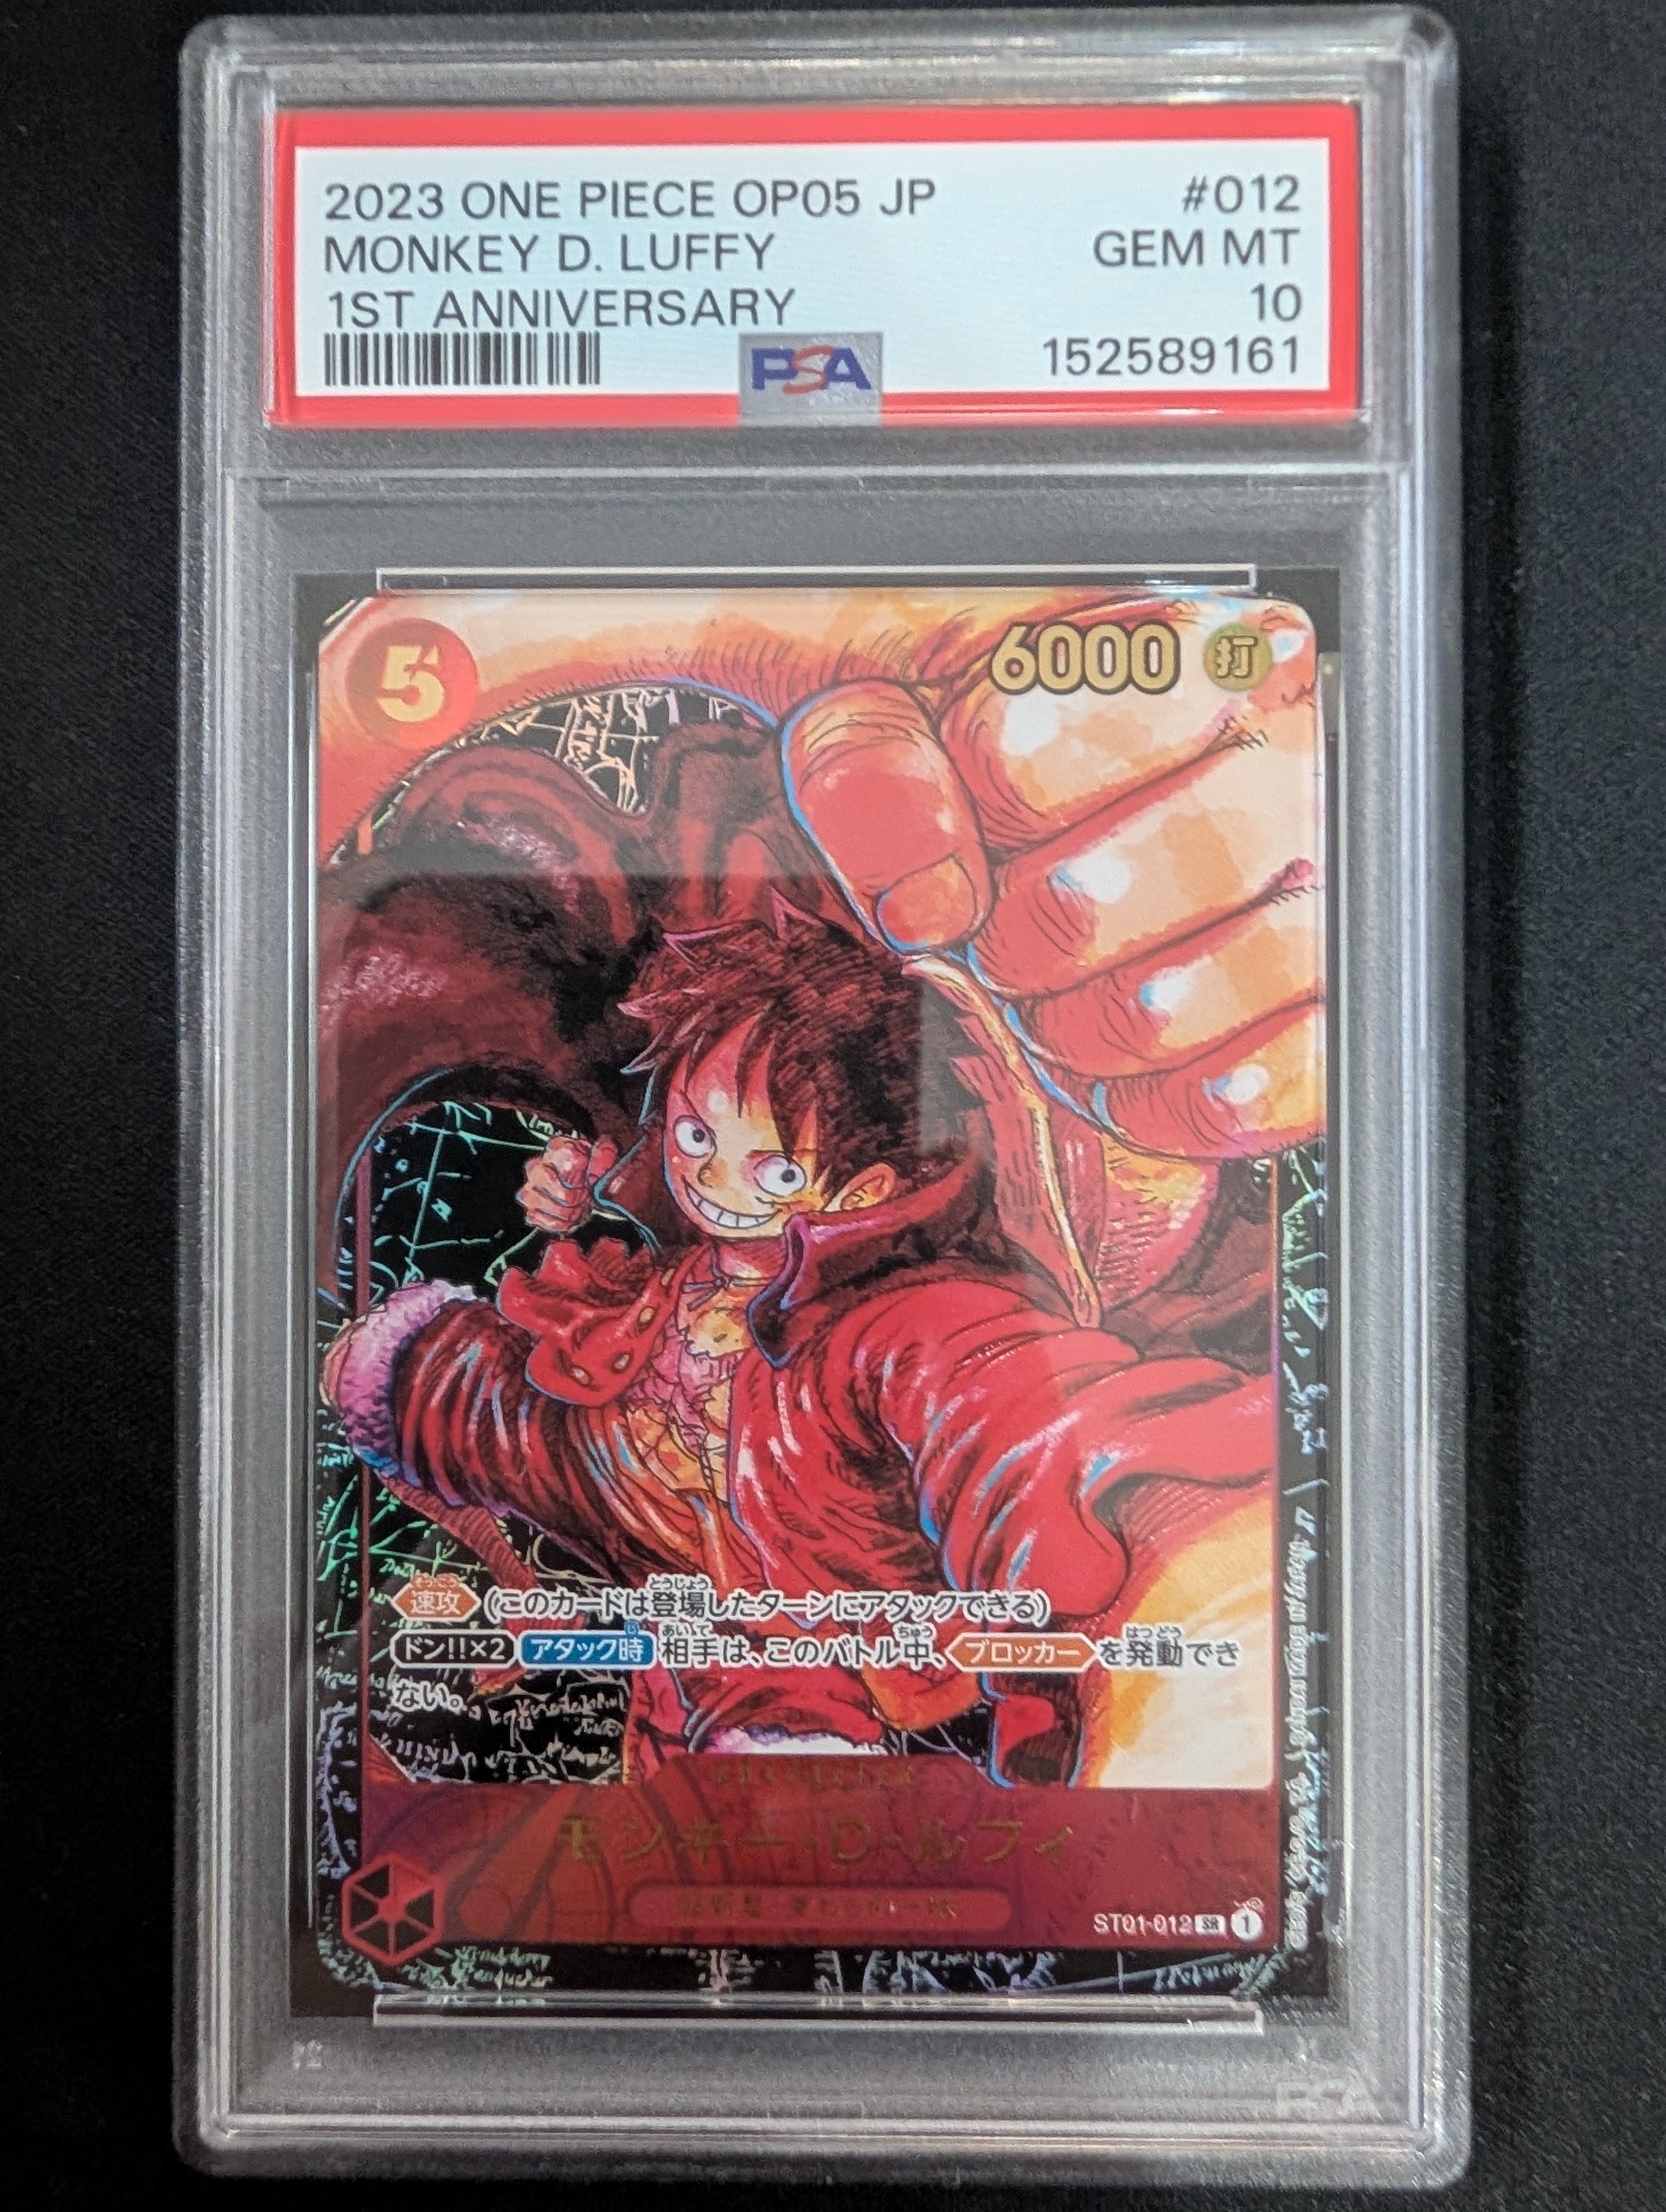 2023 ONE PIECE OP05 JP #012
MONKEY D. LUFFY GEM MT
1ST ANNIVERSARY 10
PSA 152589161
5 6000 打
速攻 (このカードは登場したターンにアタックできる)
ドン!!×2 アタック時 相手は、このバトル中、ブロッカーを発動でき
ない。
モンキー・D・ルフィ
ST01-012 SR 1
PSA